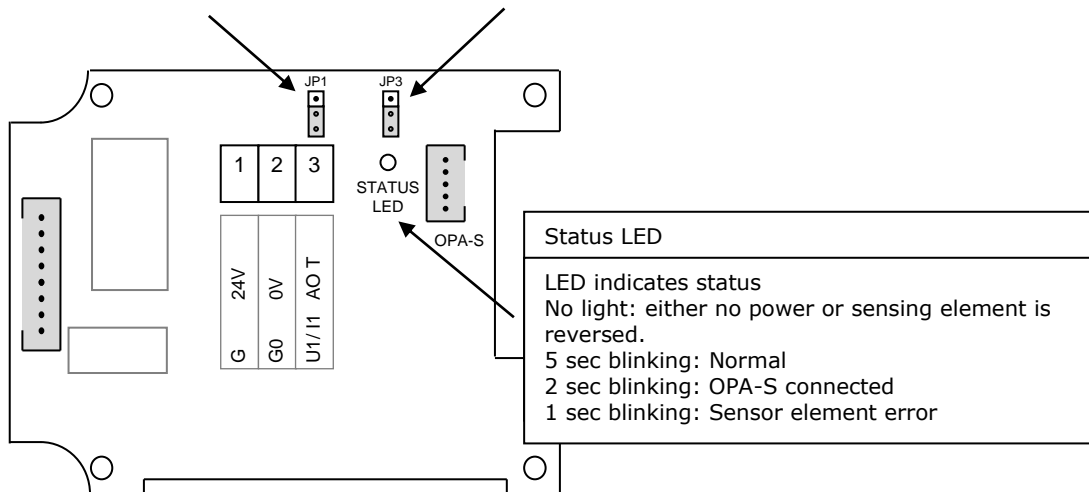 JP1
JP3
1 2 3
STATUS
LED
OPA-S
G 24V
G0 0V
U1/I1 AO T
Status LED
LED indicates status
No light: either no power or sensing element is
reversed.
5 sec blinking: Normal
2 sec blinking: OPA-S connected
1 sec blinking: Sensor element error